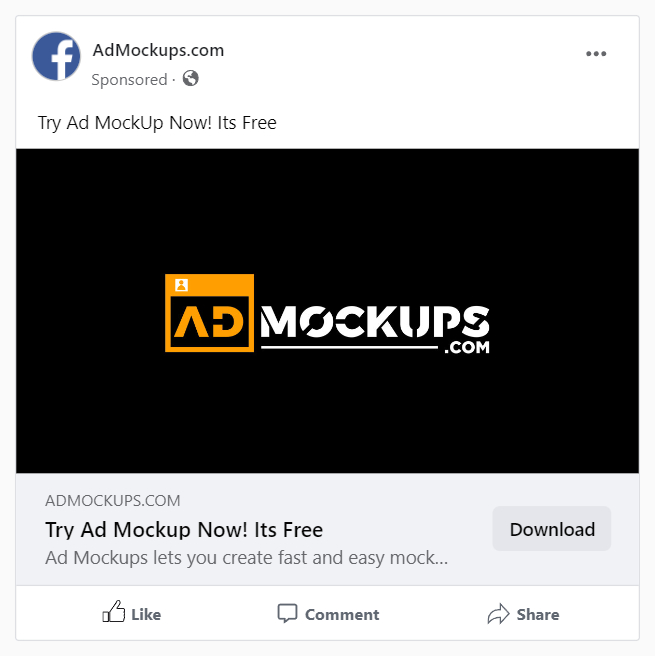 AdMockups.com
Sponsored ·
Try Ad MockUp Now! Its Free
AD MOCKUPS
.COM
ADMOCKUPS.COM
Try Ad Mockup Now! Its Free
Ad Mockups lets you create fast and easy mock...
Download
Like Comment Share